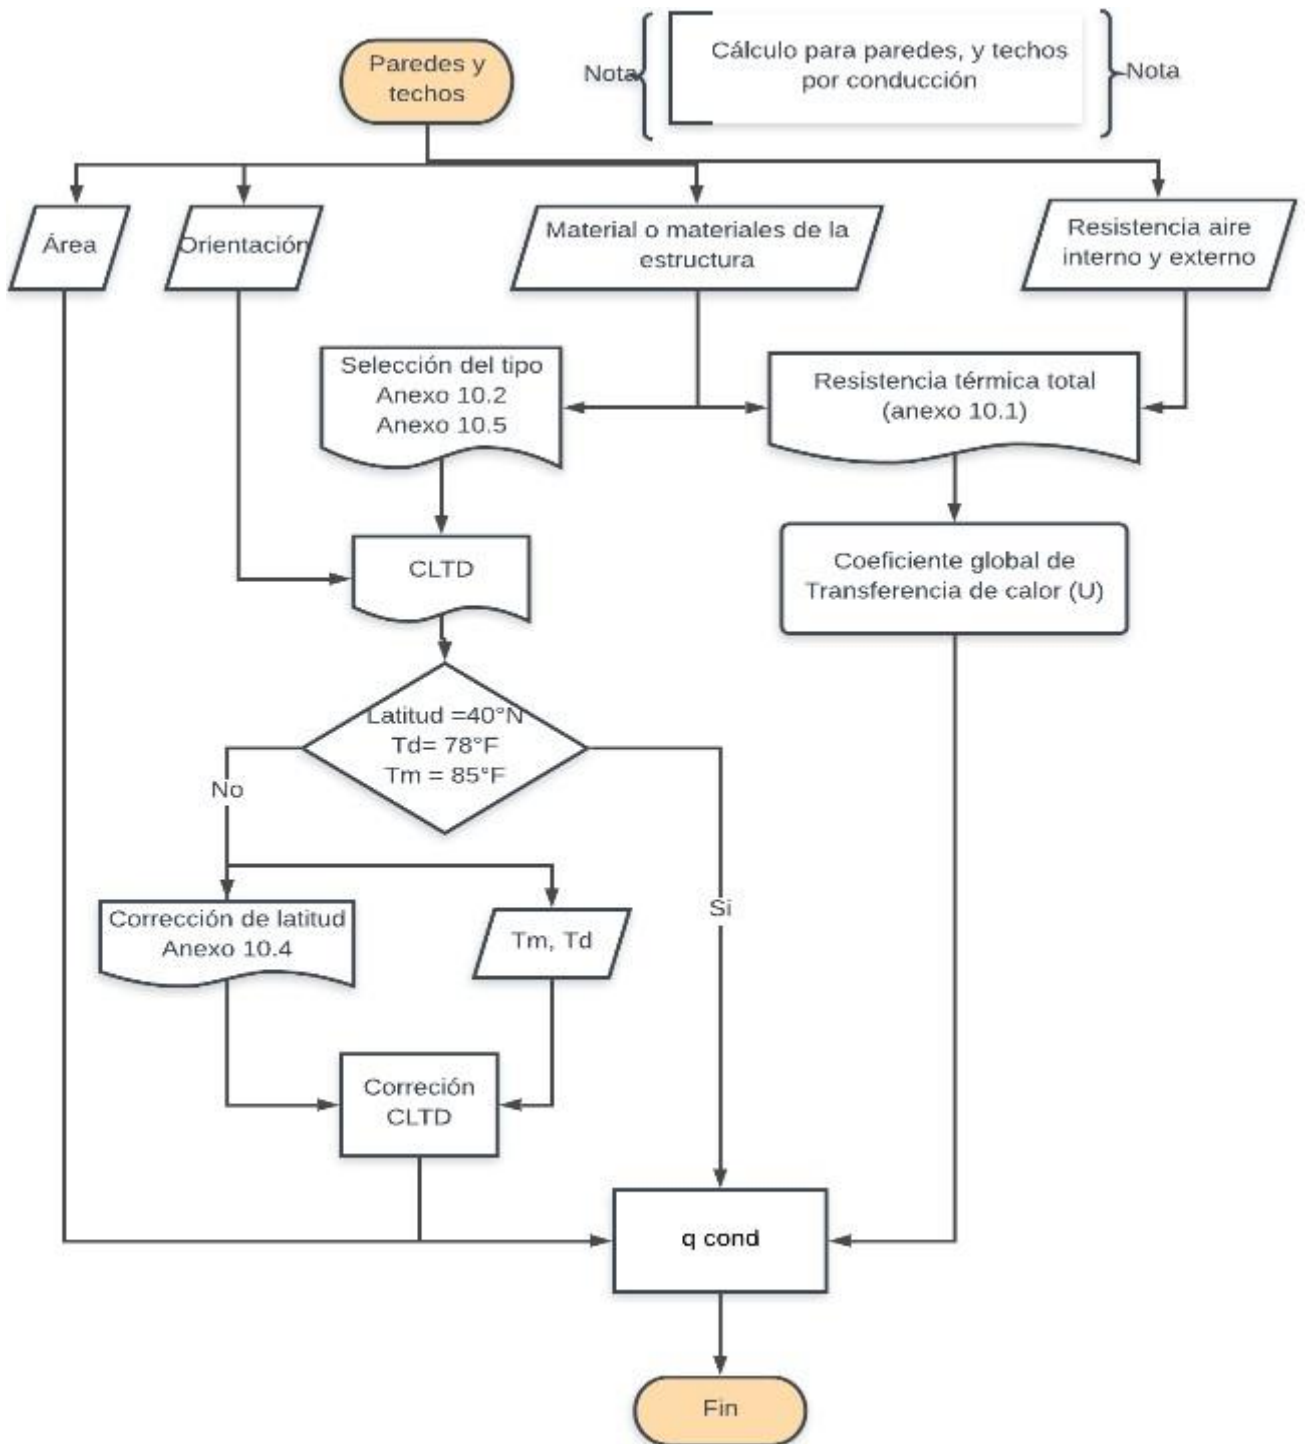 Paredes y
techos
Nota
Cálculo para paredes, y techos
por conducción
Nota
Área
Orientación
Material o materiales de la
estructura
Resistencia aire
interno y externo
Selección del tipo
Anexo 10.2
Anexo 10.5
Resistencia térmica total
(anexo 10.1)
CLTD
Coeficiente global de
Transferencia de calor (U)
Latitud =40°N
Td= 78°F
Tm = 85°F
No
Si
Corrección de latitud
Anexo 10.4
Tm, Td
Correción
CLTD
q cond
Fin